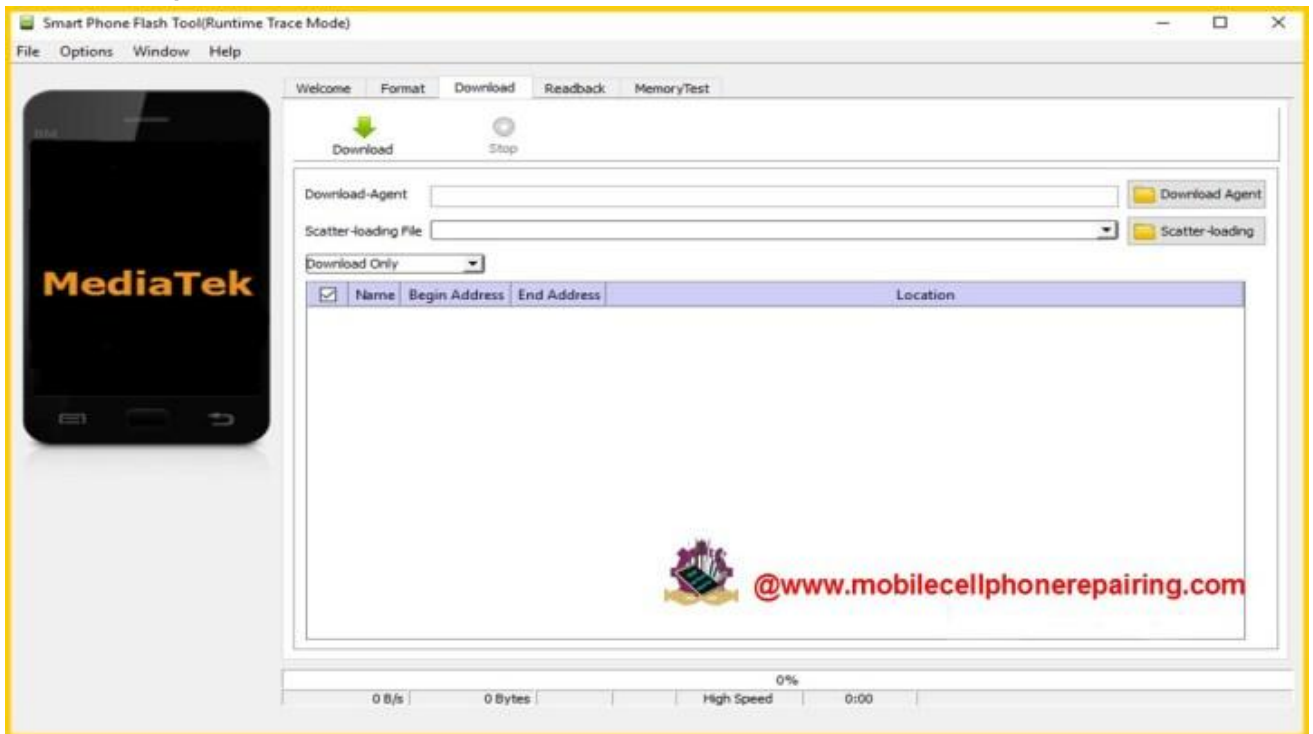 Smart Phone Flash Tool(Runtime Trace Mode)
File Options Window Help
Welcome Format Download Readback MemoryTest
Download Stop
Download-Agent Download Agent
Scatter-loading File Scatter-loading
Download Only
Name Begin Address End Address Location
MediaTek
@www.mobilecellphonerepairing.com
0%
0 B/s 0 Bytes High Speed 0:00